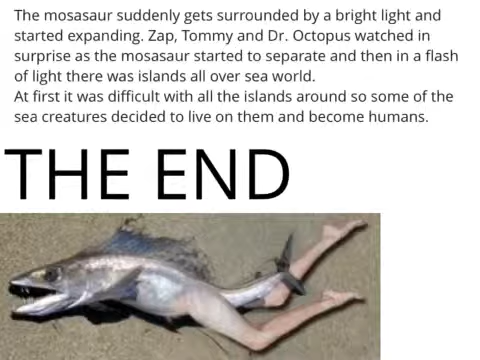 The mosasaur suddenly gets surrounded by a bright light and
started expanding. Zap, Tommy and Dr. Octopus watched in
surprise as the mosasaur started to separate and then in a flash
of light there was islands all over sea world.
At first it was difficult with all the islands around so some of the
sea creatures decided to live on them and become humans.
THE END